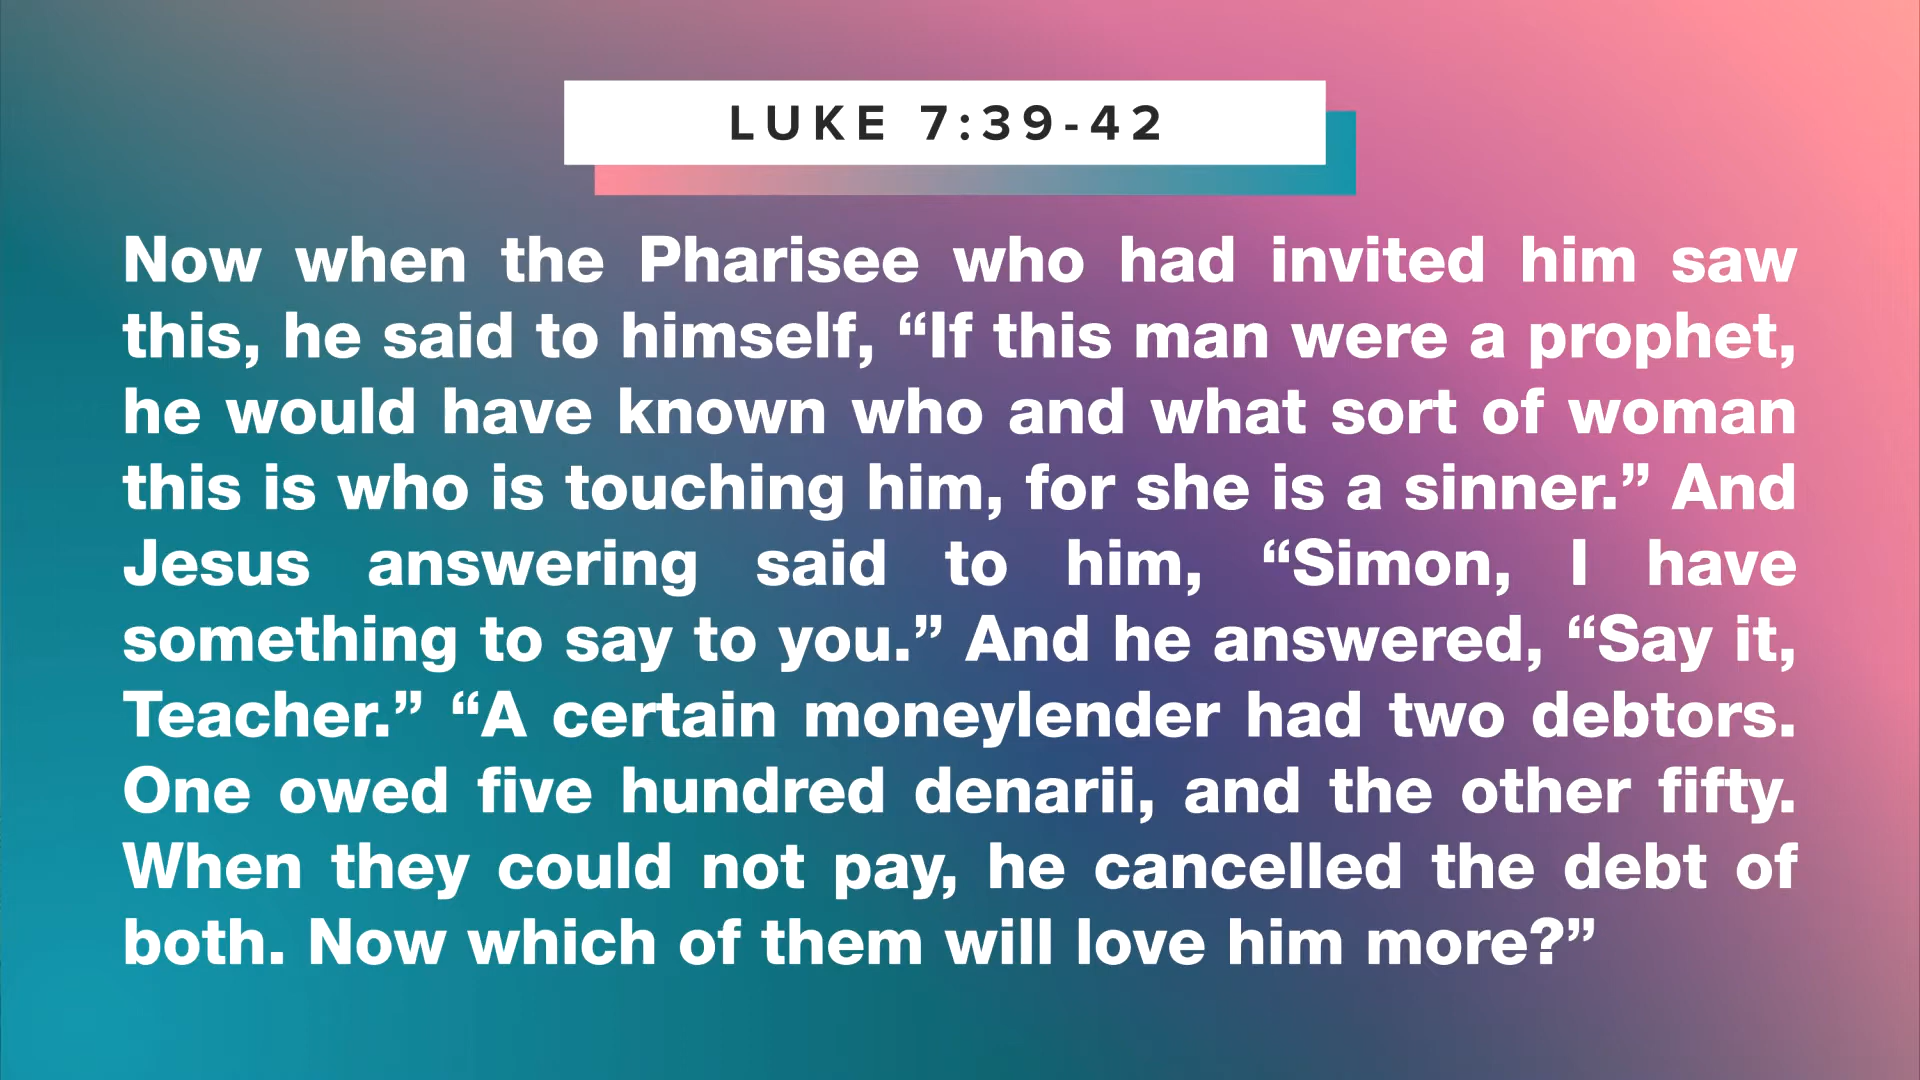 LUKE 7:39-42
Now when the Pharisee who had invited him saw
this, he said to himself, “If this man were a prophet,
he would have known who and what sort of woman
this is who is touching him, for she is a sinner.” And
Jesus answering said to him, “Simon, I have
something to say to you.” And he answered, “Say it,
Teacher.” “A certain moneylender had two debtors.
One owed five hundred denarii, and the other fifty.
When they could not pay, he cancelled the debt of
both. Now which of them will love him more?”